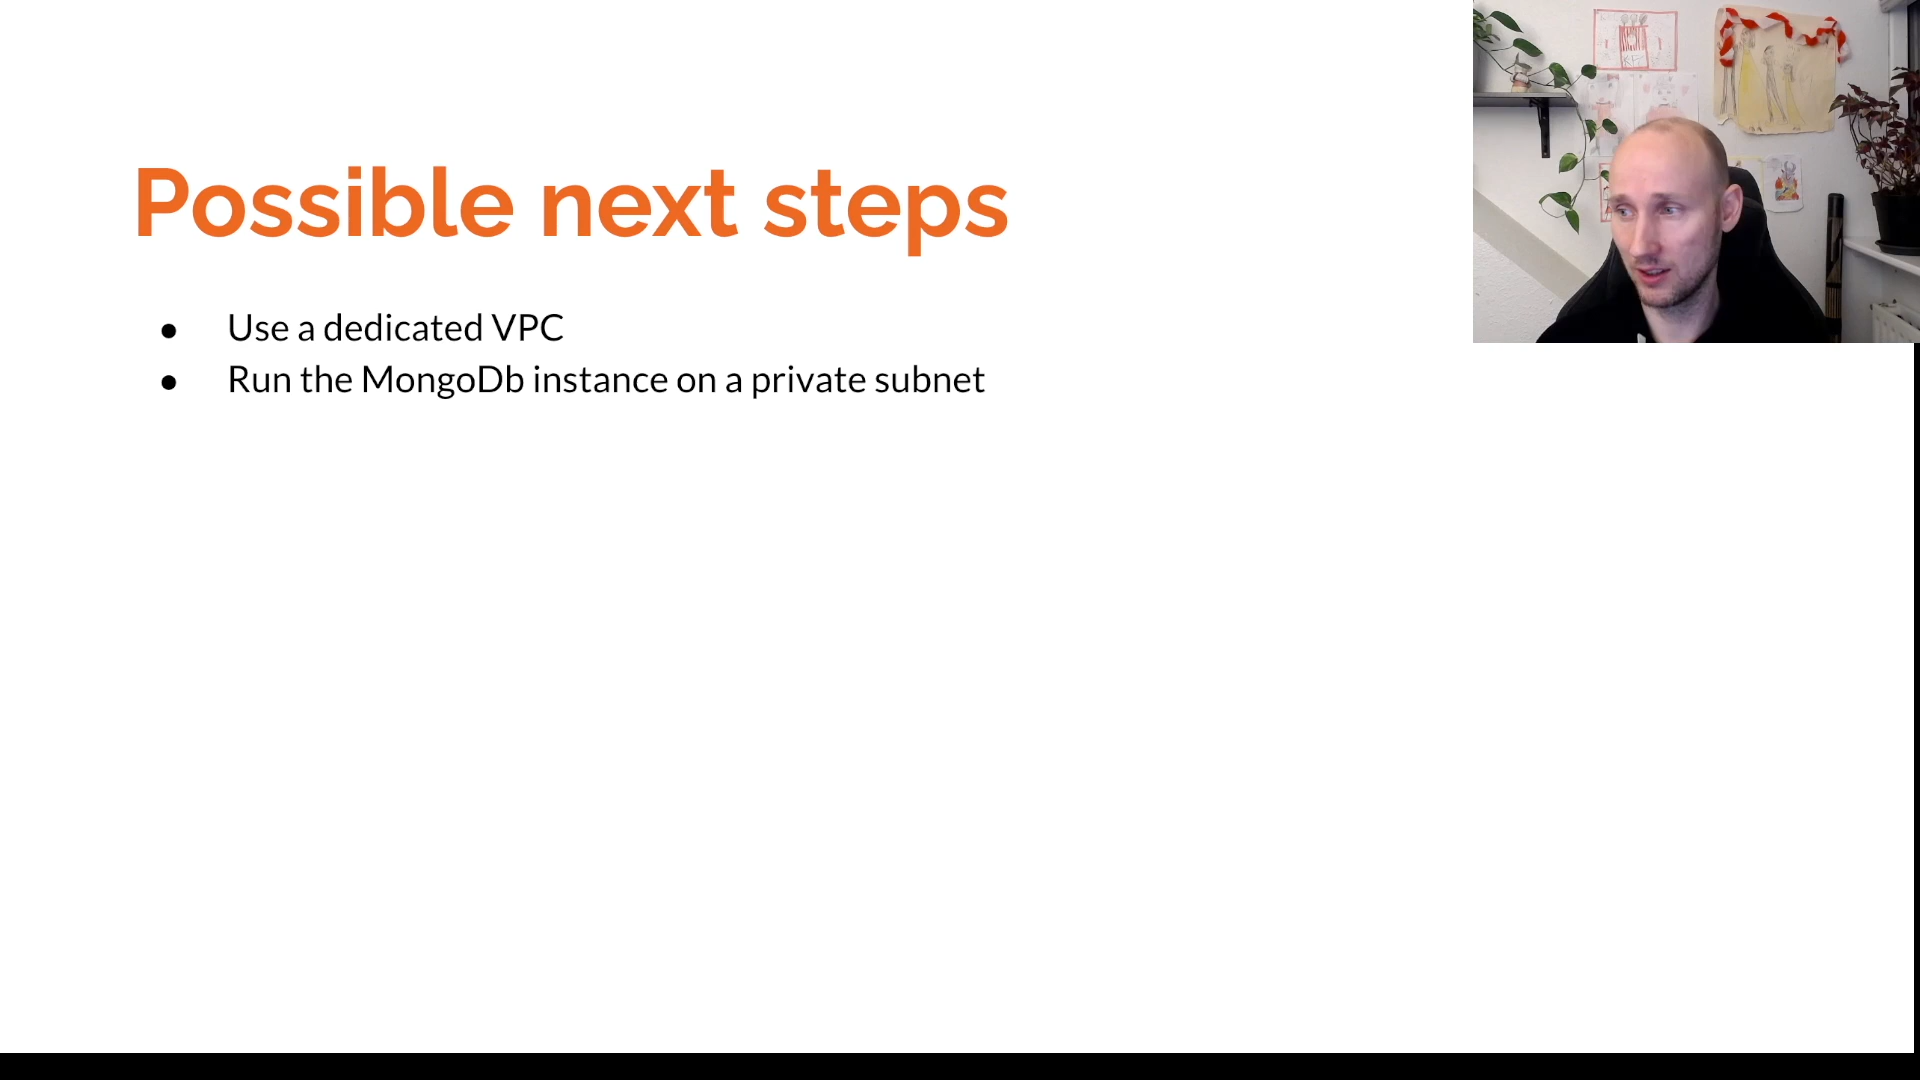 Possible next steps
● Use a dedicated VPC
● Run the MongoDb instance on a private subnet